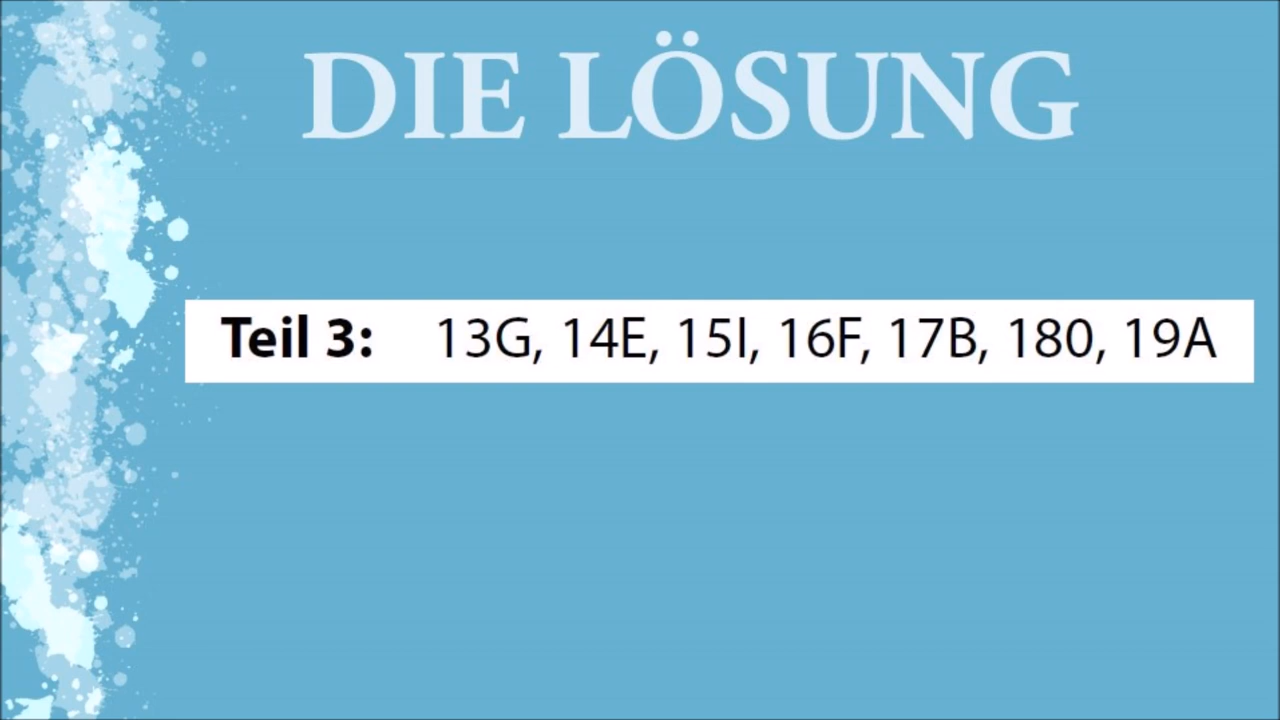 DIE LÖSUNG
Teil 3: 13G, 14E, 15I, 16F, 17B, 180, 19A